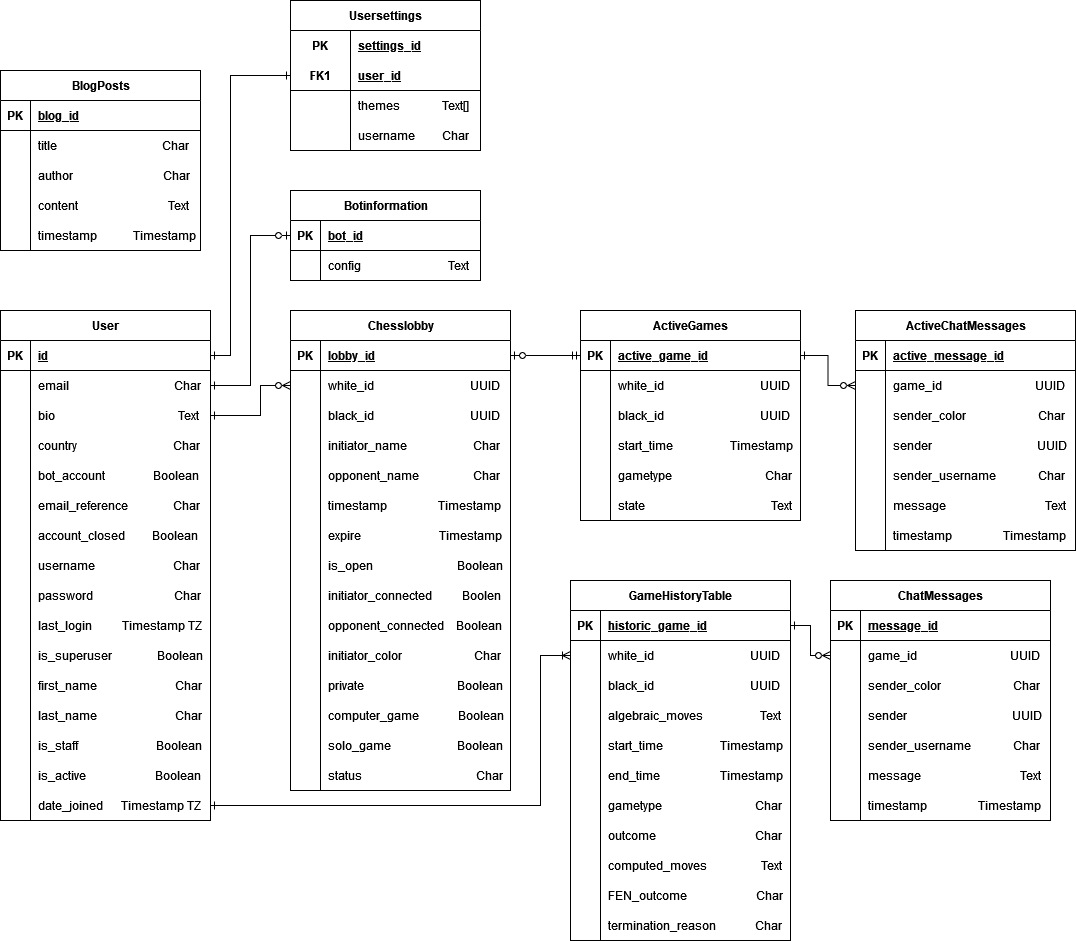 Usersettings
PK settings_id
FK1 user_id
themes Text[]
username Char
BlogPosts
PK blog_id
title Char
author Char
content Text
timestamp Timestamp
Botinformation
PK bot_id
config Text
User
PK id
email Char
bio Text
country Char
bot_account Boolean
email_reference Char
account_closed Boolean
username Char
password Char
last_login Timestamp TZ
is_superuser Boolean
first_name Char
last_name Char
is_staff Boolean
is_active Boolean
date_joined Timestamp TZ
Chesslobby
PK lobby_id
white_id UUID
black_id UUID
initiator_name Char
opponent_name Char
timestamp Timestamp
expire Timestamp
is_open Boolean
initiator_connected Boolen
opponent_connected Boolean
initiator_color Char
private Boolean
computer_game Boolean
solo_game Boolean
status Char
ActiveGames
PK active_game_id
white_id UUID
black_id UUID
start_time Timestamp
gametype Char
state Text
ActiveChatMessages
PK active_message_id
game_id UUID
sender_color Char
sender UUID
sender_username Char
message Text
timestamp Timestamp
GameHistoryTable
PK historic_game_id
white_id UUID
black_id UUID
algebraic_moves Text
start_time Timestamp
end_time Timestamp
gametype Char
outcome Char
computed_moves Text
FEN_outcome Char
termination_reason Char
ChatMessages
PK message_id
game_id UUID
sender_color Char
sender UUID
sender_username Char
message Text
timestamp Timestamp